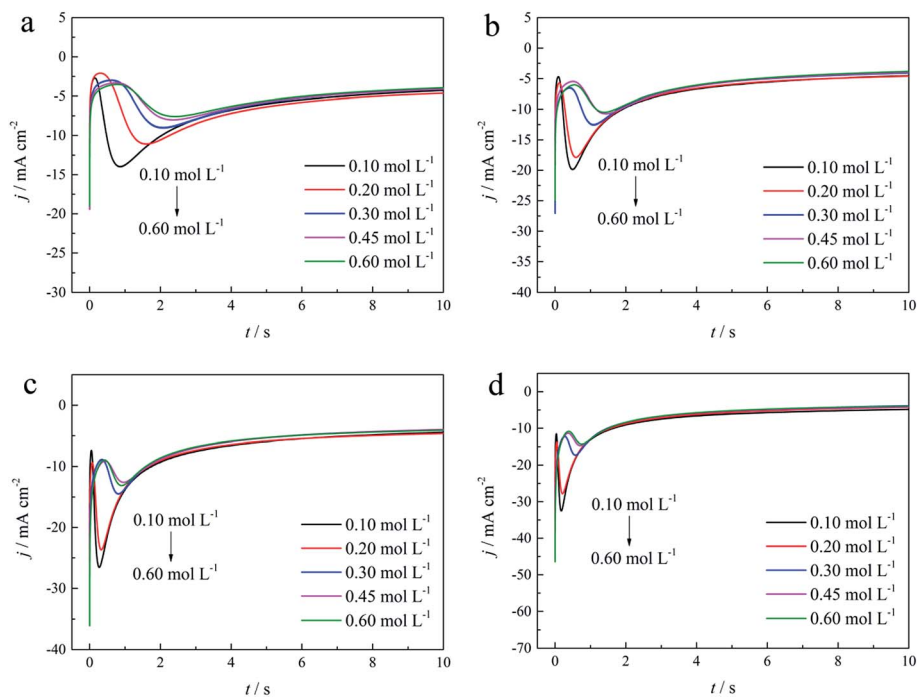 a
5
0
-5
-10
-15
-20
-25
-30
j / mA cm-2
0.10 mol L-1
0.60 mol L-1
0.10 mol L-1
0.20 mol L-1
0.30 mol L-1
0.45 mol L-1
0.60 mol L-1
0 2 4 6 8 10
t / s
b
5
0
-5
-10
-15
-20
-25
-30
-35
-40
j / mA cm-2
0.10 mol L-1
0.60 mol L-1
0.10 mol L-1
0.20 mol L-1
0.30 mol L-1
0.45 mol L-1
0.60 mol L-1
0 2 4 6 8 10
t / s
c
0
-10
-20
-30
-40
j / mA cm-2
0.10 mol L-1
0.60 mol L-1
0.10 mol L-1
0.20 mol L-1
0.30 mol L-1
0.45 mol L-1
0.60 mol L-1
0 2 4 6 8 10
t / s
d
0
-10
-20
-30
-40
-50
-60
-70
j / mA cm-2
0.10 mol L-1
0.60 mol L-1
0.10 mol L-1
0.20 mol L-1
0.30 mol L-1
0.45 mol L-1
0.60 mol L-1
0 2 4 6 8 10
t / s